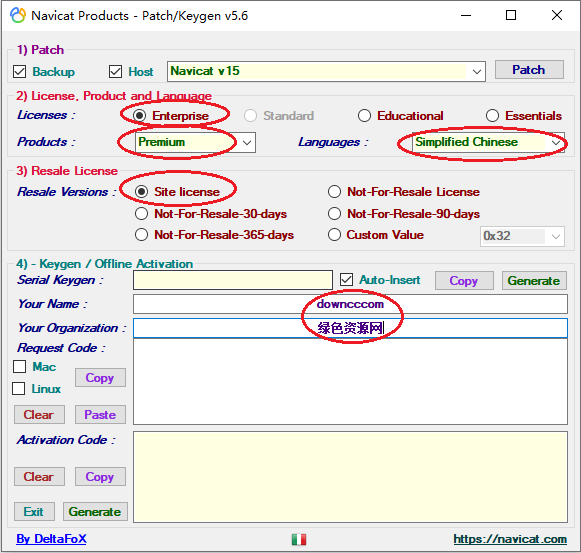 Navicat Products - Patch/Keygen v5.6
1) Patch
Backup Host Navicat v15 Patch
2) License, Product and Language
Licenses : Enterprise Standard Educational Essentials
Products : Premium Languages : Simplified Chinese
3) Resale License
Resale Versions : Site license Not-For-Resale License
Not-For-Resale-30-days Not-For-Resale-90-days
Not-For-Resale-365-days Custom Value 0x32
4) - Keygen / Offline Activation
Serial Keygen : Auto-Insert Copy Generate
Your Name : downcccom
Your Organization : 绿色资源网
Request Code :
Mac
Linux
Copy
Clear Paste
Activation Code :
Clear Copy
Exit Generate
By DeltaFoX https://navicat.com